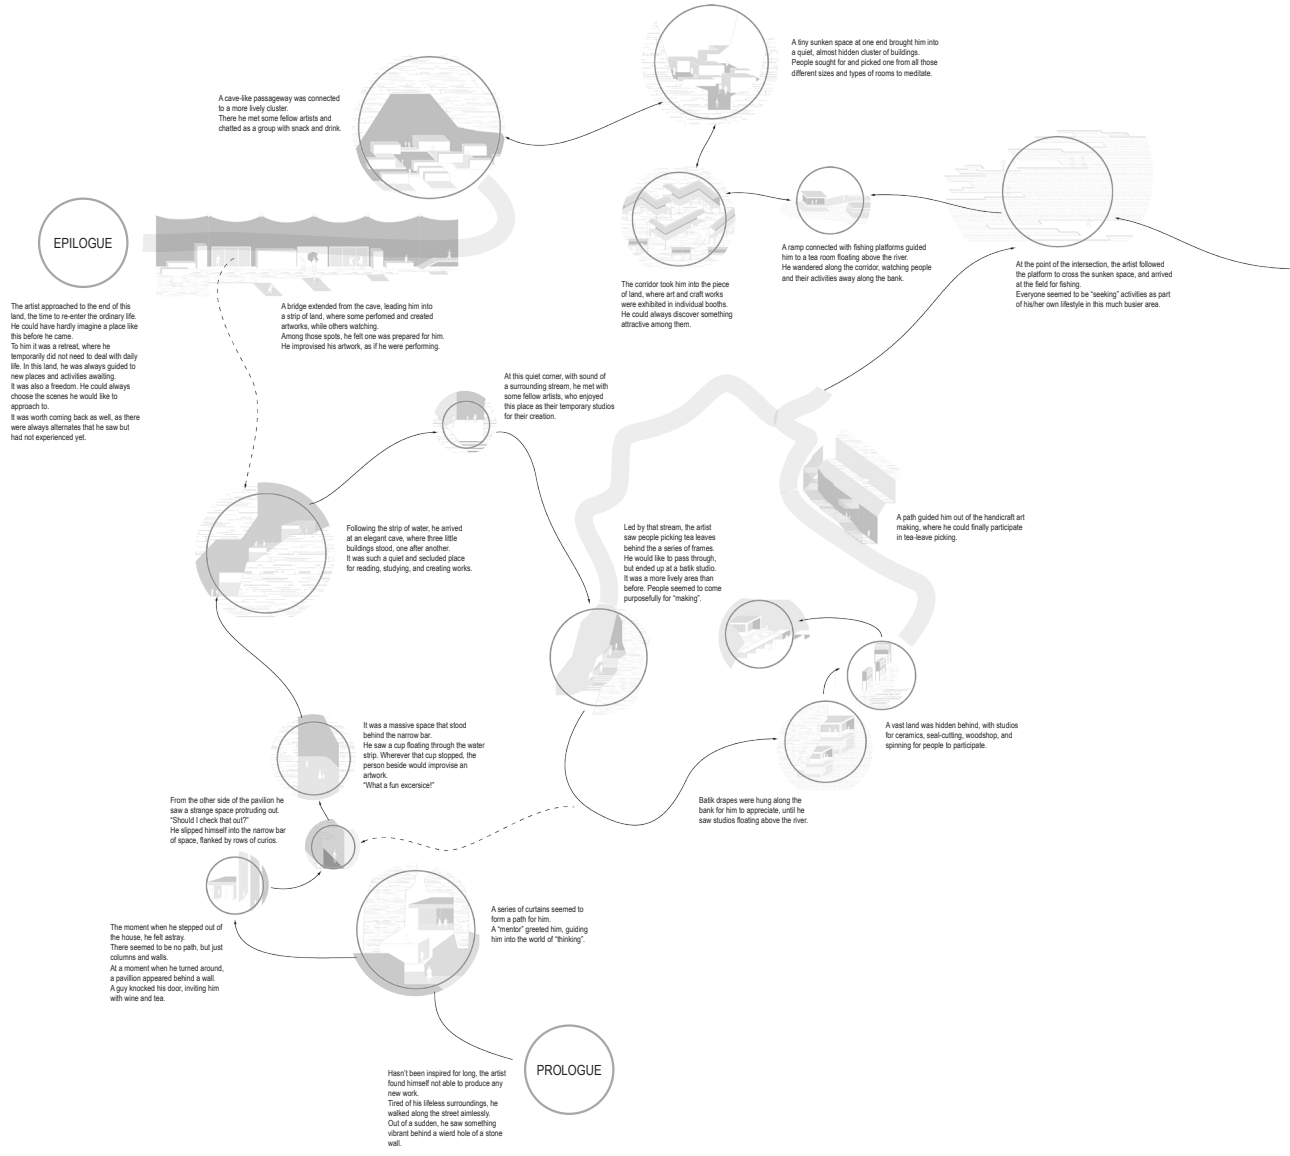 A tiny sunken space at one end brought him into
a quiet, almost hidden cluster of buildings.
People sought for and picked one from all those
different sizes and types of rooms to meditate.
A cave-like passageway was connected
to a more lively cluster.
There he met some fellow artists and
chatted as a group with snack and drink.
EPILOGUE
The artist approached to the end of this
land, the time to re-enter the ordinary life.
He could have hardly imagine a place like
this before he came.
To him it was a retreat, where he
temporarily did not need to deal with daily
life. In this land, he was always guided to
new places and activities awaiting.
It was also a freedom. He could always
choose the scenes he would like to
approach to.
It was worth coming back as well, as there
were always alternates that he saw but
had not experienced yet.
A bridge extended from the cave, leading him into
a strip of land, where some perfomed and created
artworks, while others watching.
Among those spots, he felt one was prepared for him.
He improvised his artwork, as if he were performing.
The corridor took him into the piece
of land, where art and craft works
were exhibited in individual booths.
He could always discover something
attractive among them.
A ramp connected with fishing platforms guided
him to a tea room floating above the river.
He wandered along the corridor, watching people
and their activities away along the bank.
At the point of the intersection, the artist followed
the platform to cross the sunken space, and arrived
at the field for fishing.
Everyone seemed to be “seeking” activities as part
of his/her own lifestyle in this much busier area.
At this quiet corner, with sound of
a surrounding stream, he met with
some fellow artists, who enjoyed
this place as their temporary studios
for their creation.
Following the strip of water, he arrived
at an elegant cave, where three little
buildings stood, one after another.
It was such a quiet and secluded place
for reading, studying, and creating works.
Led by that stream, the artist
saw people picking tea leaves
behind the a series of frames.
He would like to pass through,
but ended up at a batik studio.
It was a more lively area than
before. People seemed to come
purposefully for “making”.
A path guided him out of the handicraft art
making, where he could finally participate
in tea-leave picking.
A vast land was hidden behind, with studios
for ceramics, seal-cutting, woodshop, and
spinning for people to participate.
Batik drapes were hung along the
bank for him to appreciate, until he
saw studios floating above the river.
It was a massive space that stood
behind the narrow bar.
He saw a cup floating through the water
strip. Wherever that cup stopped, the
person beside would improvise an
artwork.
“What a fun excersice!”
From the other side of the pavilion he
saw a strange space protruding out.
“Should I check that out?”
He slipped himself into the narrow bar
of space, flanked by rows of curios.
The moment when he stepped out of
the house, he felt astray.
There seemed to be no path, but just
columns and walls.
At a moment when he turned around,
a pavillion appeared behind a wall.
A guy knocked his door, inviting him
with wine and tea.
A series of curtains seemed to
form a path for him.
A “mentor” greeted him, guiding
him into the world of “thinking”.
PROLOGUE
Hasn’t been inspired for long, the artist
found himself not able to produce any
new work.
Tired of his lifeless surroundings, he
walked along the street aimlessly.
Out of a sudden, he saw something
vibrant behind a wierd hole of a stone
wall.